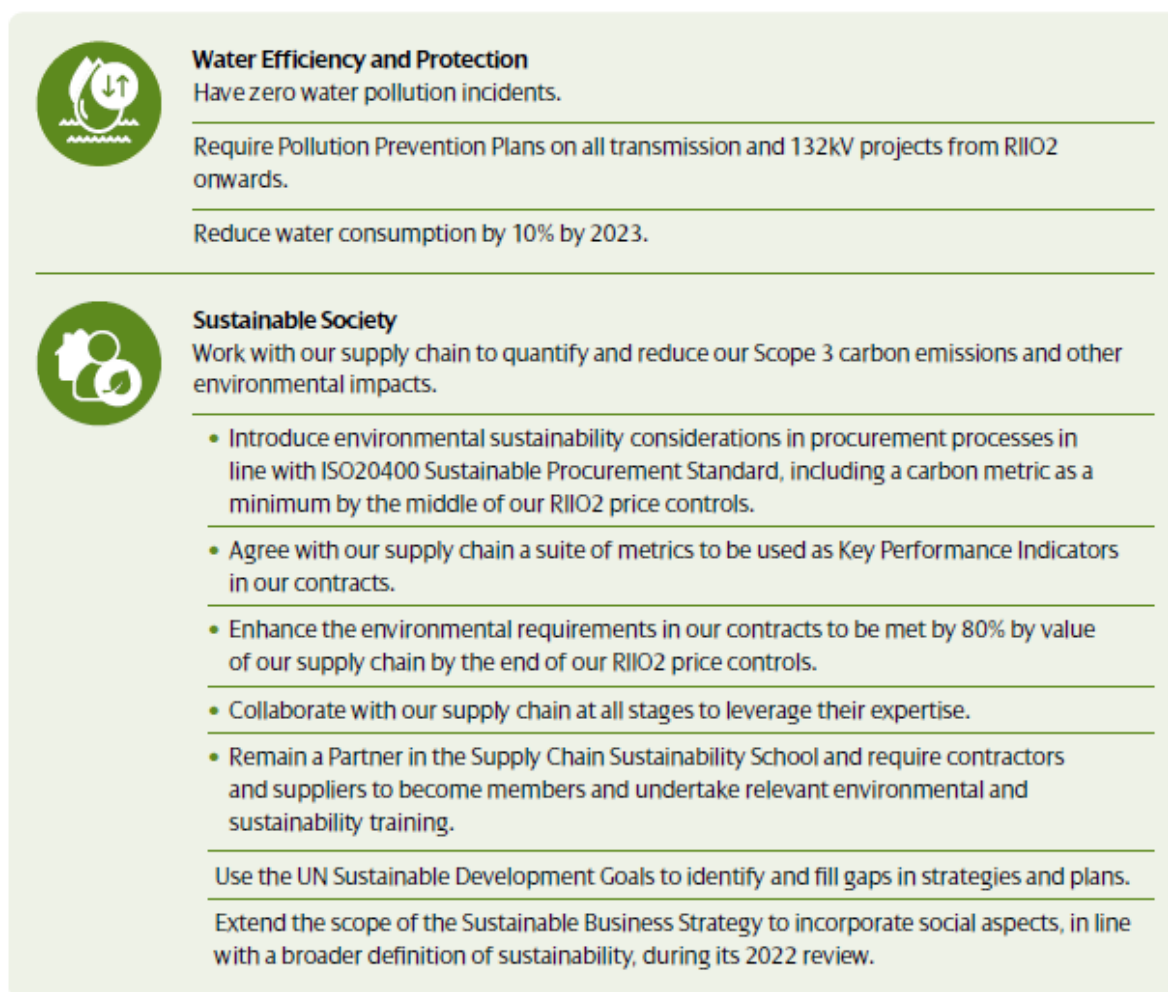 Water Efficiency and Protection
Have zero water pollution incidents.
Require Pollution Prevention Plans on all transmission and 132kV projects from RIIO2
onwards.
Reduce water consumption by 10% by 2023.
Sustainable Society
Work with our supply chain to quantify and reduce our Scope 3 carbon emissions and other
environmental impacts.
• Introduce environmental sustainability considerations in procurement processes in
line with ISO20400 Sustainable Procurement Standard, including a carbon metric as a
minimum by the middle of our RIIO2 price controls.
• Agree with our supply chain a suite of metrics to be used as Key Performance Indicators
in our contracts.
• Enhance the environmental requirements in our contracts to be met by 80% by value
of our supply chain by the end of our RIIO2 price controls.
• Collaborate with our supply chain at all stages to leverage their expertise.
• Remain a Partner in the Supply Chain Sustainability School and require contractors
and suppliers to become members and undertake relevant environmental and
sustainability training.
Use the UN Sustainable Development Goals to identify and fill gaps in strategies and plans.
Extend the scope of the Sustainable Business Strategy to incorporate social aspects, in line
with a broader definition of sustainability, during its 2022 review.